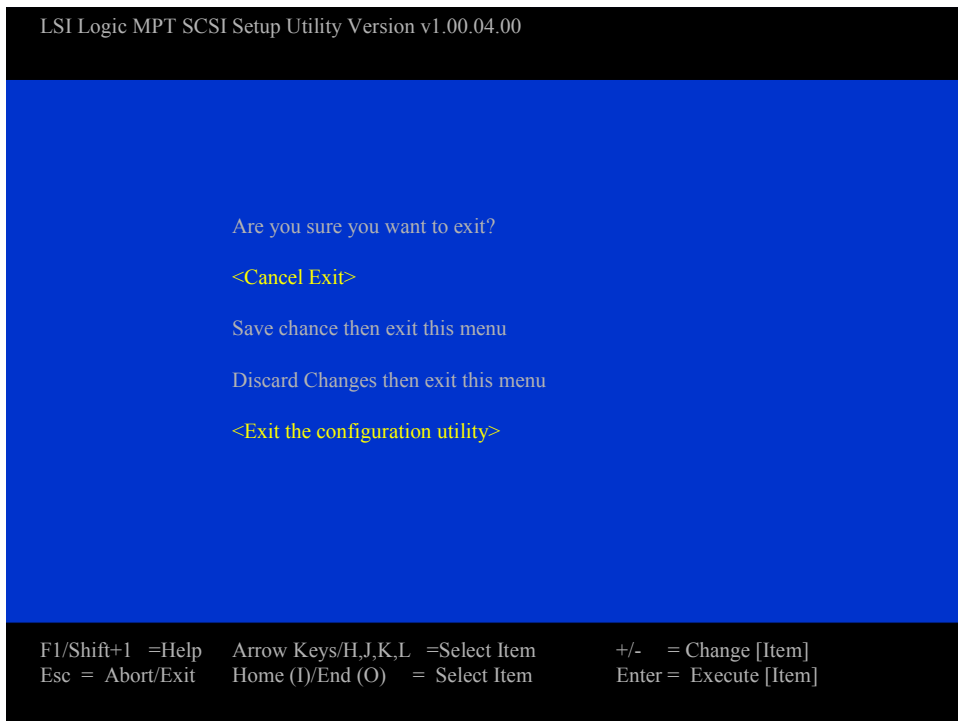 LSI Logic MPT SCSI Setup Utility Version v1.00.04.00
Are you sure you want to exit?
<Cancel Exit>
Save chance then exit this menu
Discard Changes then exit this menu
<Exit the configuration utility>
F1/Shift+1 =Help Arrow Keys/H,J,K,L =Select Item +/- = Change [Item]
Esc = Abort/Exit Home (I)/End (O) = Select Item Enter = Execute [Item]